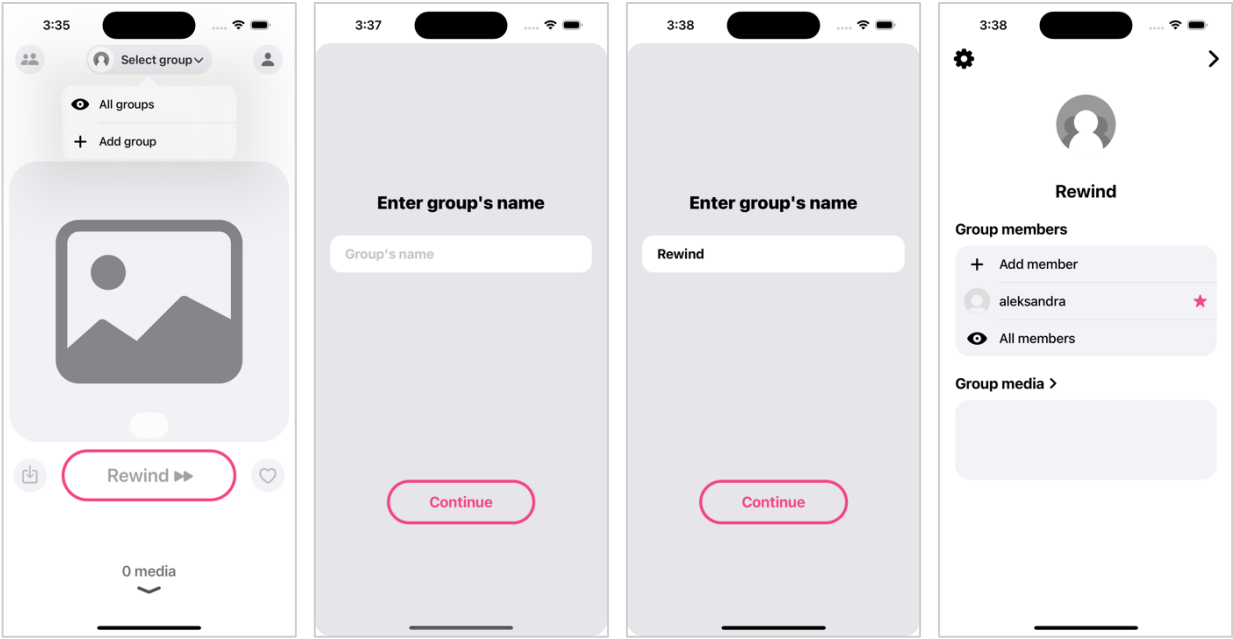 3:35
Select group
All groups
Add group
Rewind
0 media
3:37
Enter group's name
Group's name
Continue
3:38
Enter group's name
Rewind
Continue
3:38
Rewind
Group members
Add member
aleksandra
All members
Group media